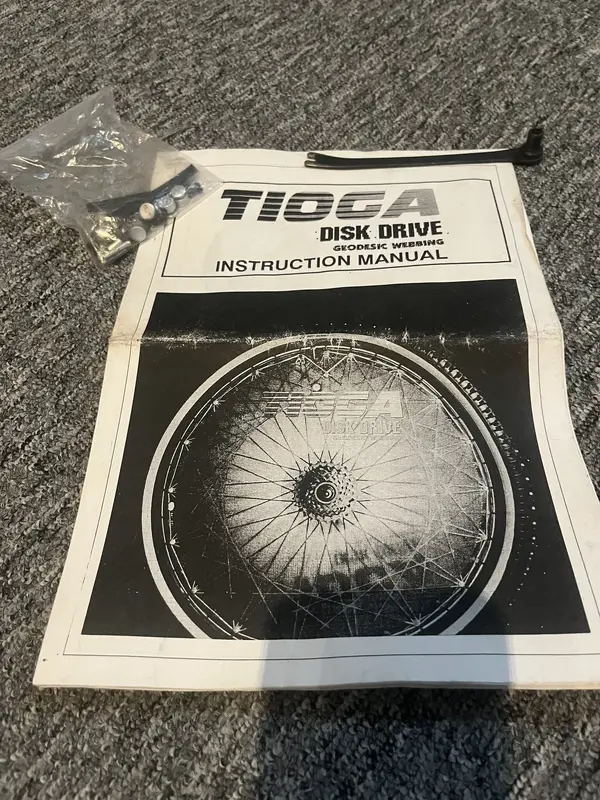 TIOGA
DISK DRIVE
GEODESIC WEBBING
INSTRUCTION MANUAL
TIOGA
DISK DRIVE